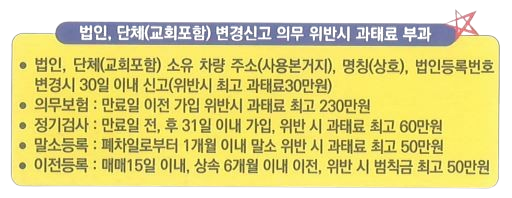 법인, 단체(교회포함) 변경신고 의무 위반시 과태료 부과
• 법인, 단체(교회포함) 소유 차량 주소(사용본거지), 명칭(상호), 법인등록번호
변경시 30일 이내 신고(위반시 최고 과태료30만원)
• 의무보험 : 만료일 이전 가입 위반시 과태료 최고 230만원
• 정기검사 : 만료일 전, 후 31일 이내 가입, 위반 시 과태료 최고 60만원
• 말소등록 : 폐차일로부터 1개월 이내 말소 위반 시 과태료 최고 50만원
• 이전등록 : 매매15일 이내, 상속 6개월 이내 이전, 위반 시 범칙금 최고 50만원